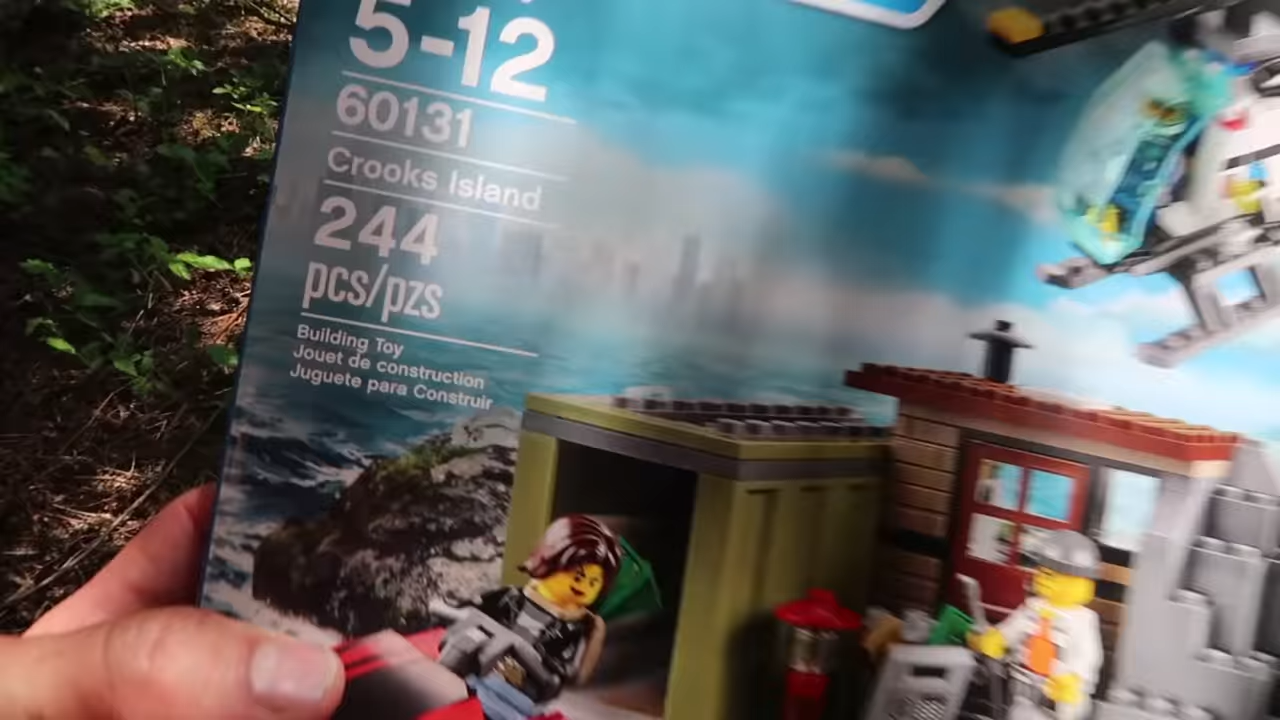 5-12
60131
Crooks Island
244
pcs/pzs
Building Toy
Jouet de construction
Juguete para Construir